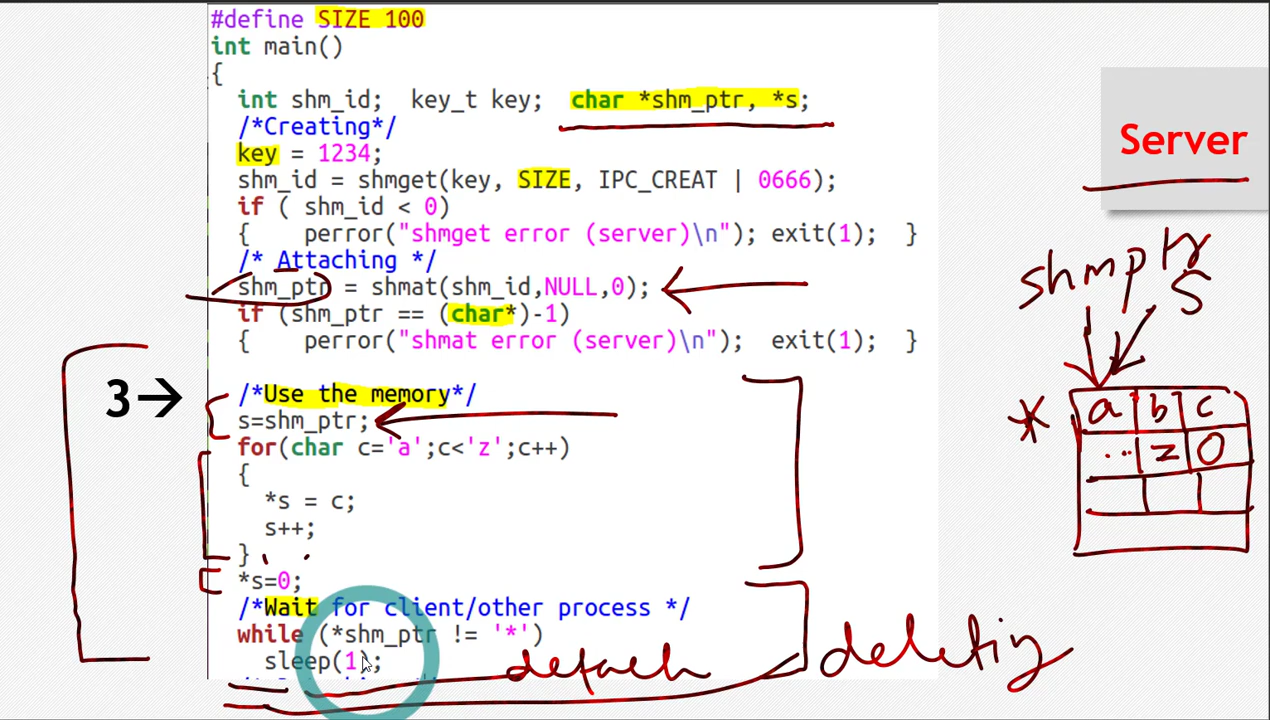 #define SIZE 100
int main()
{
int shm_id; key_t key; char *shm_ptr, *s;
/*Creating*/
key = 1234;
shm_id = shmget(key, SIZE, IPC_CREAT | 0666);
if ( shm_id < 0)
{ perror("shmget error (server)\n"); exit(1); }
/* Attaching */
shm_ptr = shmat(shm_id,NULL,0);
if (shm_ptr == (char*)-1)
{ perror("shmat error (server)\n"); exit(1); }
3→
/*Use the memory*/
s=shm_ptr;
for(char c='a';c<'z';c++)
{
*s = c;
s++;
}
*s=0;
/*Wait for client/other process */
while (*shm_ptr != '*')
sleep(1);
detach
deleting
Server
shmptr
S
*
a b c
... z 0